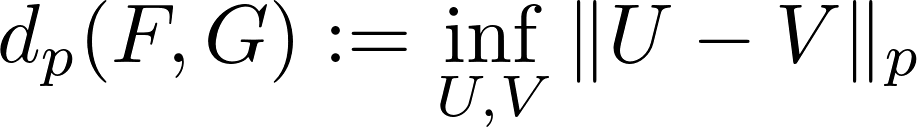 d_p(F, G) := inf_{U,V} ‖U − V‖_p